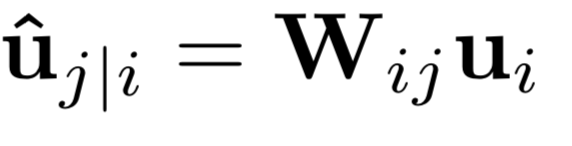 û_{j|i} = W_{ij}u_i